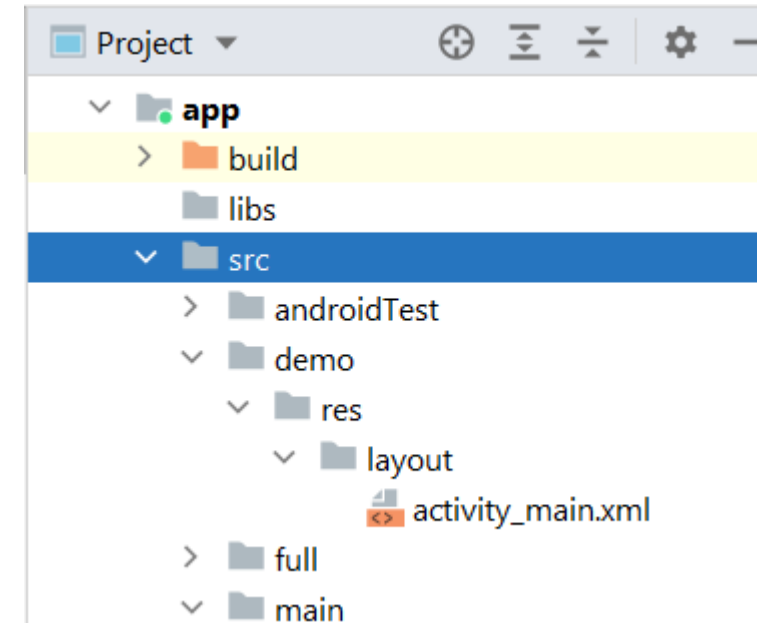 Project
app
build
libs
src
androidTest
demo
res
layout
activity_main.xml
full
main